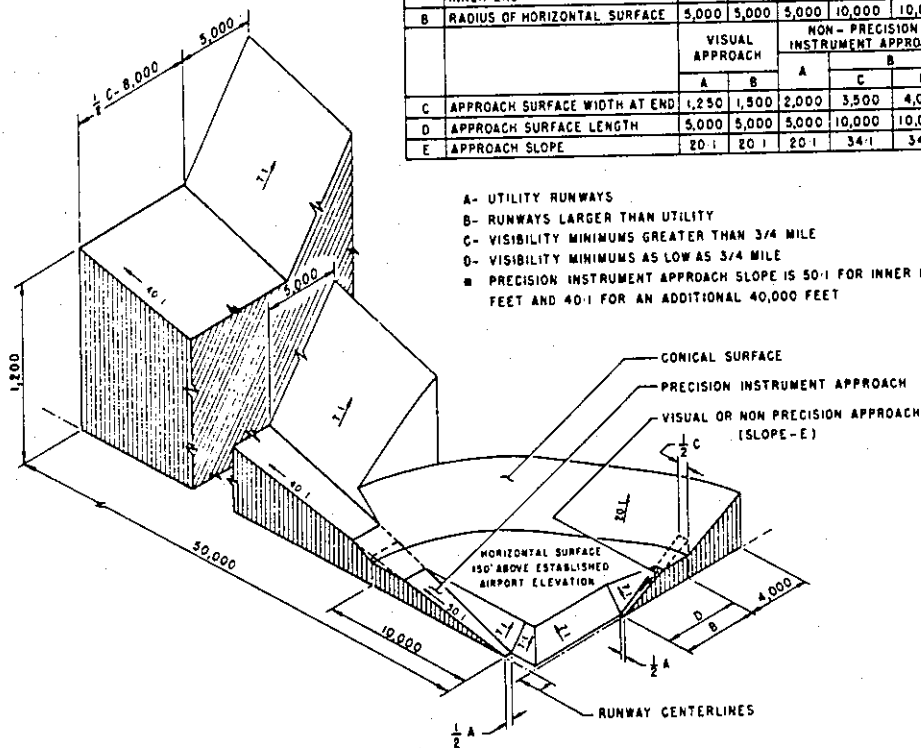 B RADIUS OF HORIZONTAL SURFACE 5,000 5,000 5,000 10,000
VISUAL APPROACH
NON-PRECISION
INSTRUMENT
A B A B
C
C APPROACH SURFACE WIDTH AT END 1,250 1,500 2,000 3,500
D APPROACH SURFACE LENGTH 5,000 5,000 5,000 10,000
E APPROACH SLOPE 20:1 20:1 20:1 34:1
A- UTILITY RUNWAYS
B- RUNWAYS LARGER THAN UTILITY
C- VISIBILITY MINIMUMS GREATER THAN 3/4 MILE
D- VISIBILITY MINIMUMS AS LOW AS 3/4 MILE
PRECISION INSTRUMENT APPROACH SLOPE IS 50:1 FOR INNER
FEET AND 40:1 FOR AN ADDITIONAL 40,000 FEET
5,000
1/2 C-8,000
7:1
40:1
5,000
1,200
7:1
CONICAL SURFACE
PRECISION INSTRUMENT APPROACH
VISUAL OR NON PRECISION APPROACH
(SLOPE-E)
1/2 C
40:1
20:1
HORIZONTAL SURFACE
150' ABOVE ESTABLISHED
AIRPORT ELEVATION
50,000
7:1
7:1
7:1
7:1
4,000
D
B
10,000
1/2 A
RUNWAY CENTERLINES
1/2 A